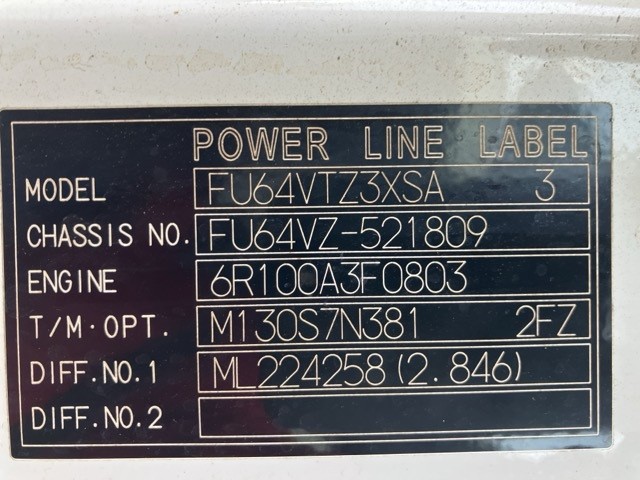 POWER LINE LABEL
MODEL FU64VTZ3XSA 3
CHASSIS NO. FU64VZ-521809
ENGINE 6R100A3F0803
T/M·OPT. M130S7N381 2FZ
DIFF.NO.1 ML224258(2.846)
DIFF.NO.2